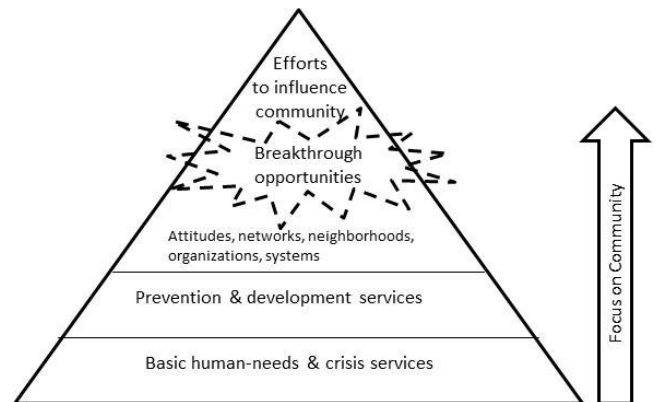 Efforts
to influence
community
Breakthrough
opportunities
Attitudes, networks, neighborhoods,
organizations, systems
Prevention & development services
Basic human-needs & crisis services
Focus on Community